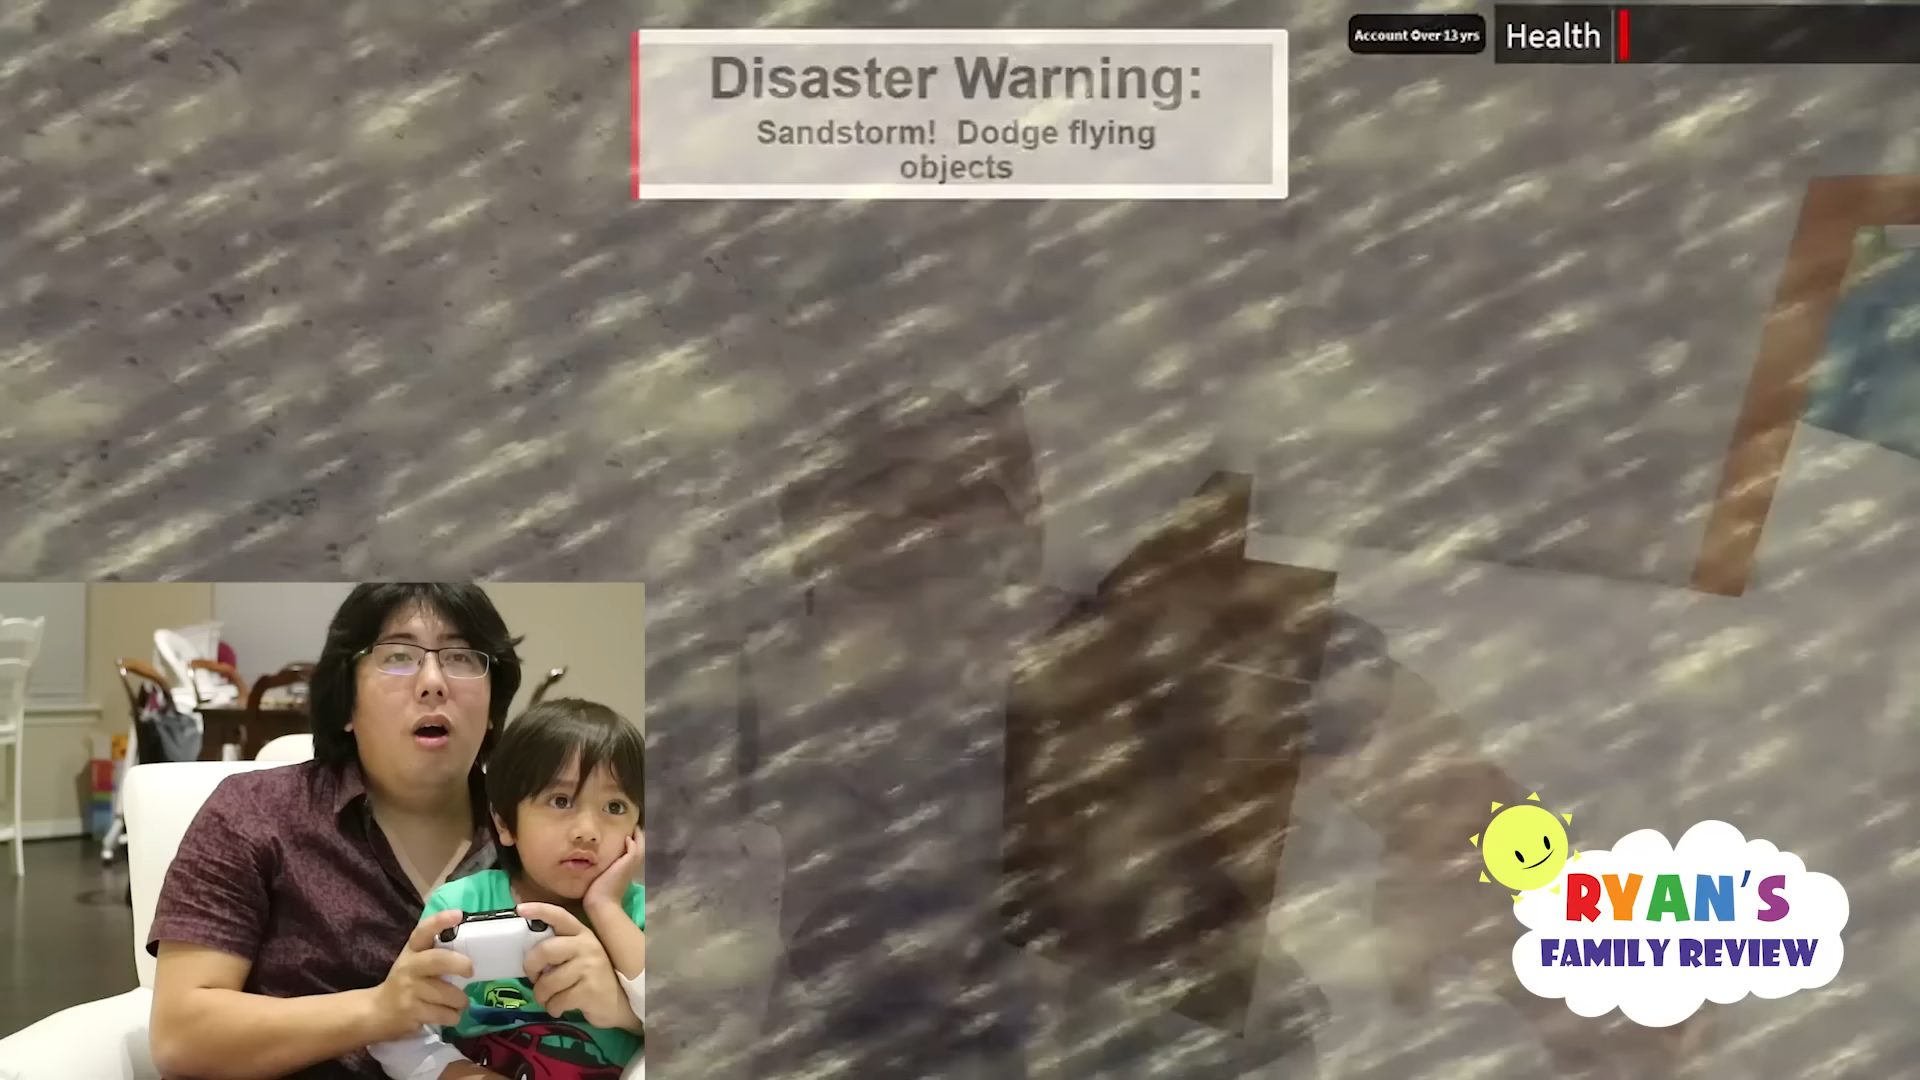 Account Over 13 yrs
Health
Disaster Warning:
Sandstorm! Dodge flying
objects
RYAN'S
FAMILY REVIEW